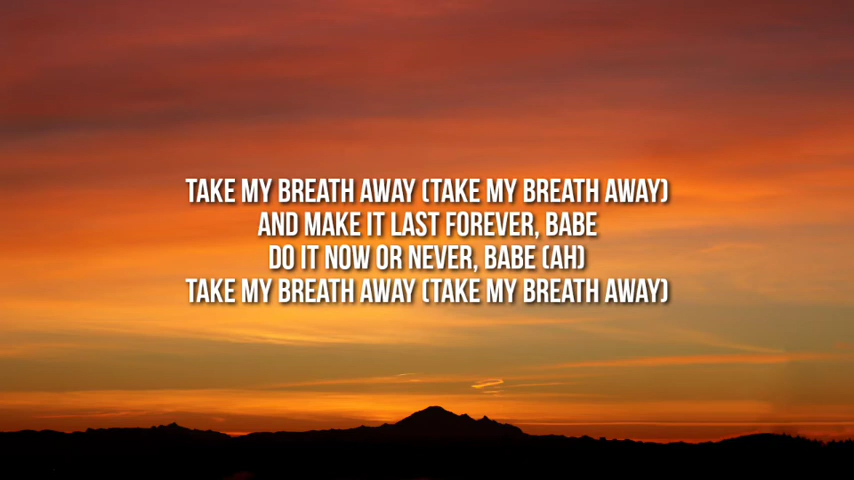 TAKE MY BREATH AWAY (TAKE MY BREATH AWAY)
AND MAKE IT LAST FOREVER, BABE
DO IT NOW OR NEVER, BABE (AH)
TAKE MY BREATH AWAY (TAKE MY BREATH AWAY)